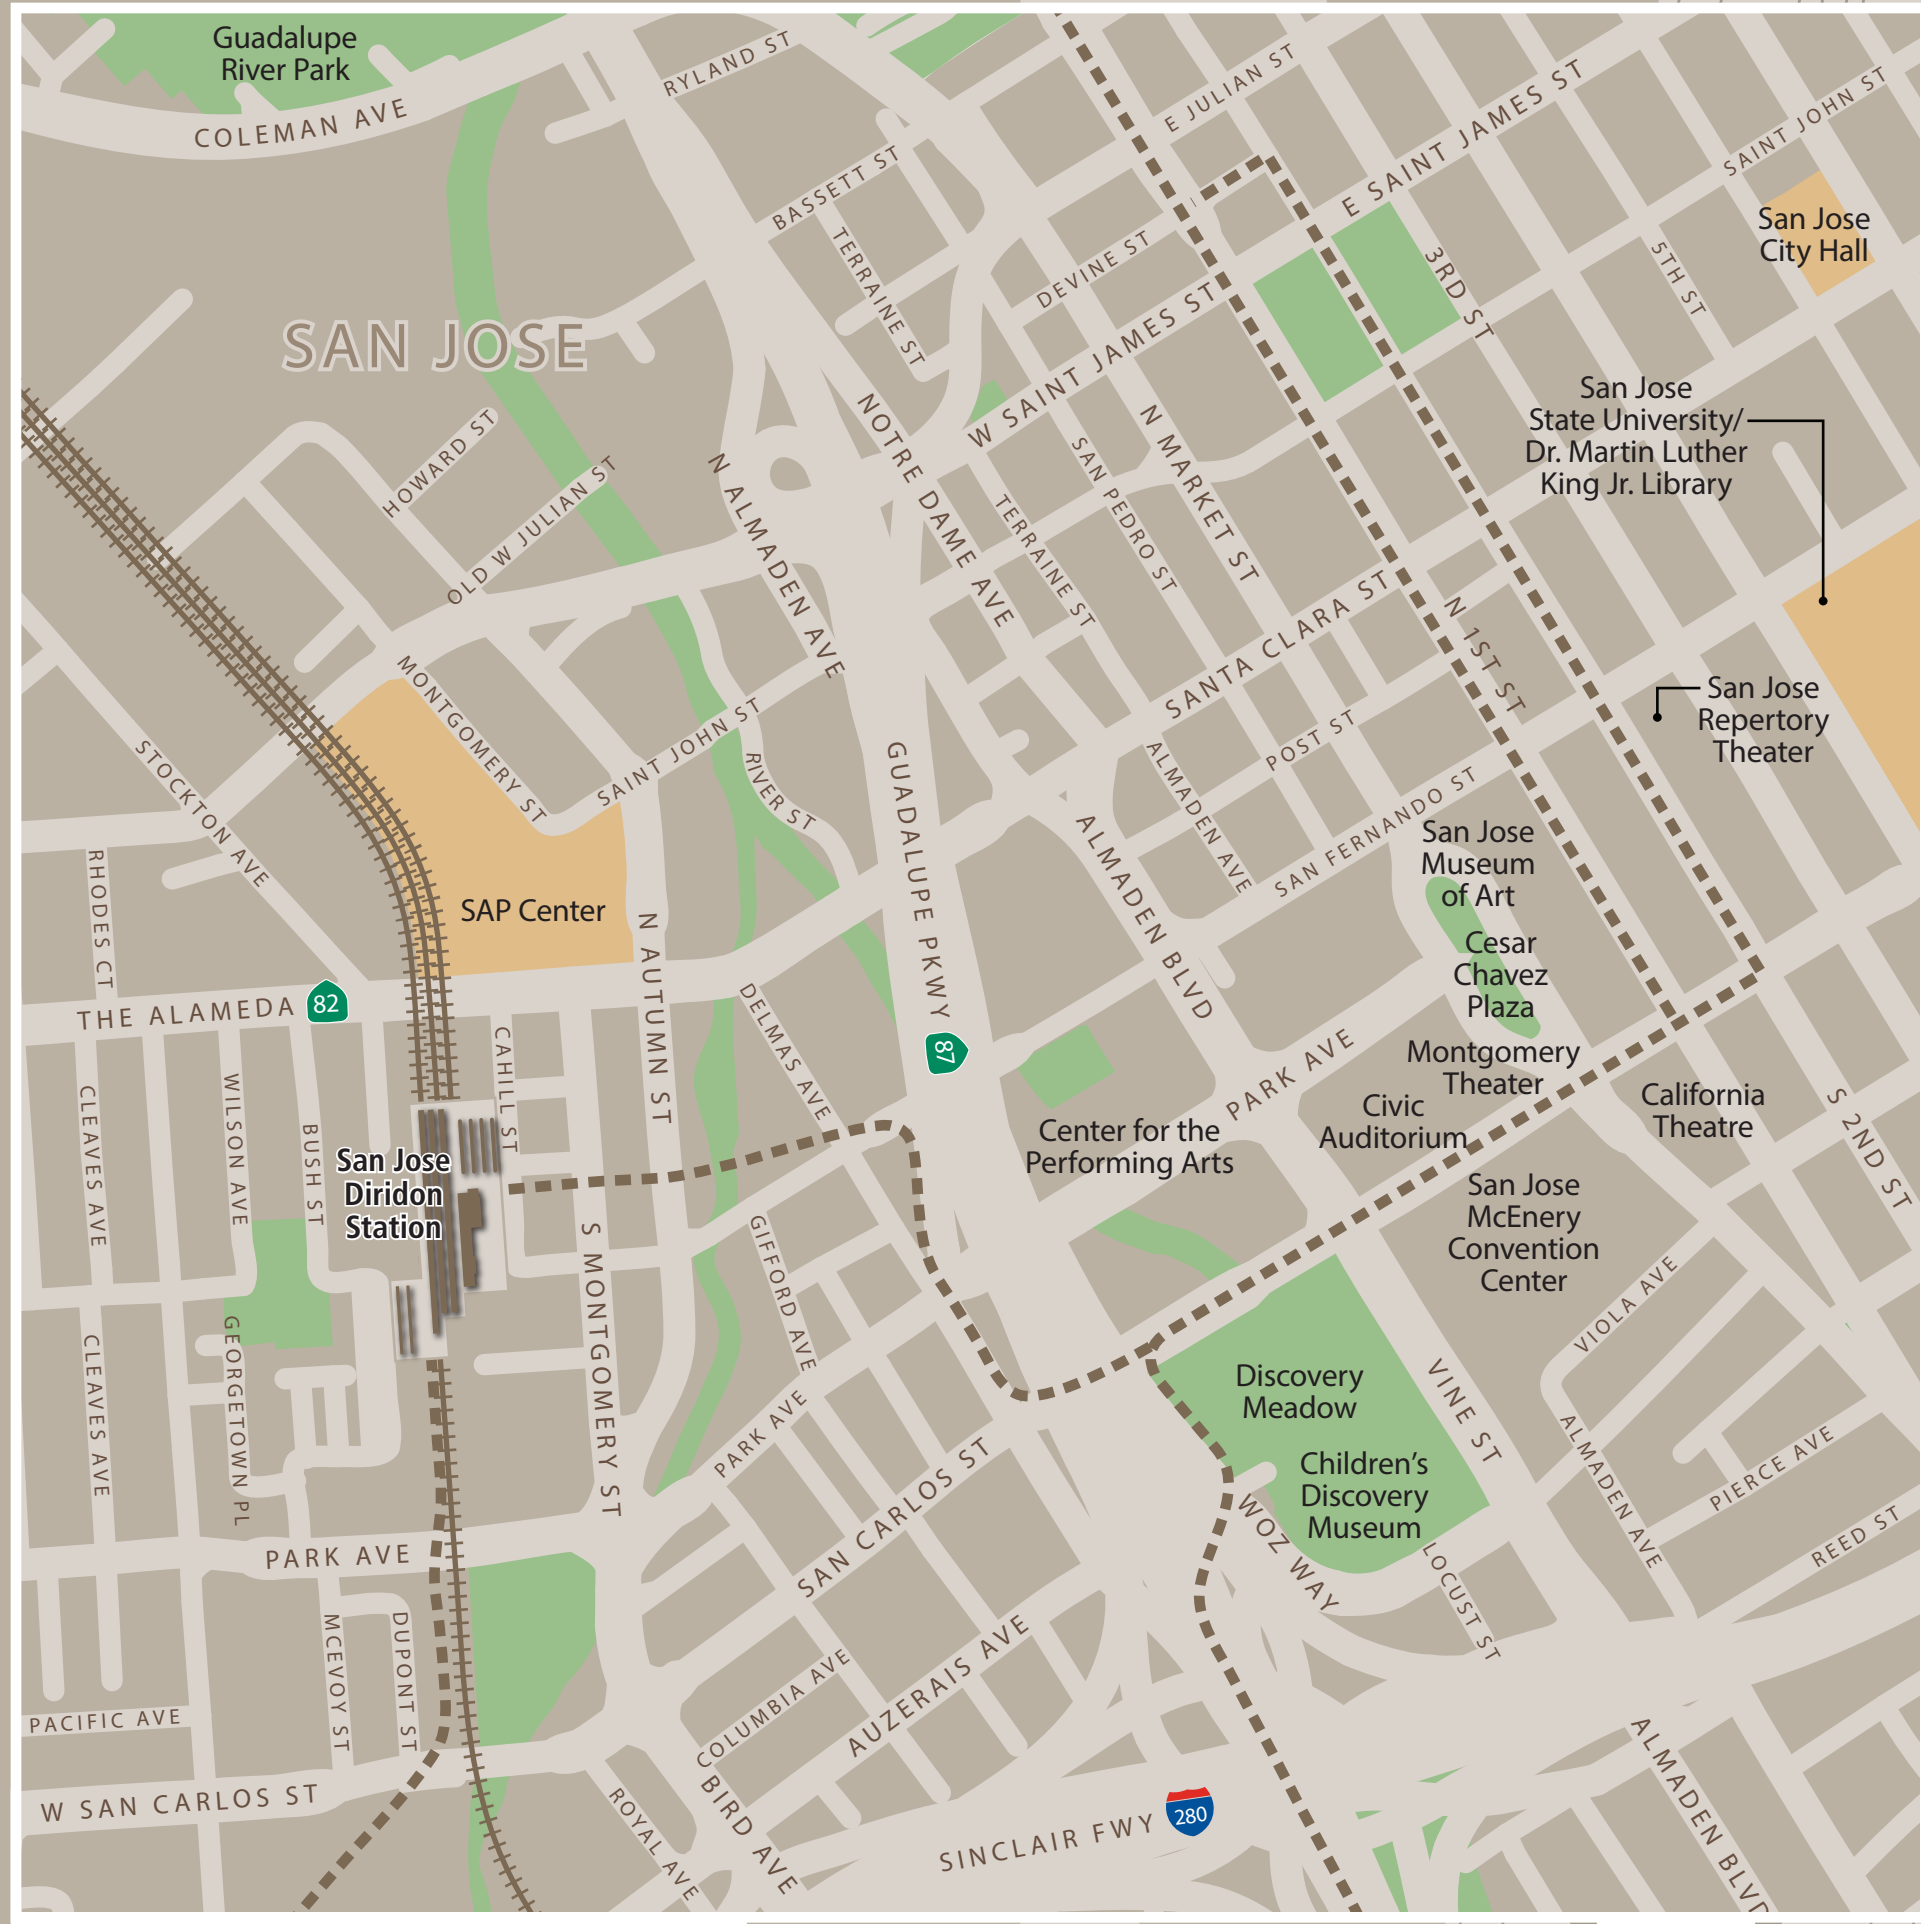 Guadalupe
River Park
COLEMAN AVE
RYLAND ST
E JULIAN ST
E SAINT JAMES ST
SAINT JOHN ST
San Jose
City Hall
BASSETT ST
TERRAINE ST
DEVINE ST
W SAINT JAMES ST
3RD ST
5TH ST
SAN JOSE
HOWARD ST
OLD W JULIAN ST
N ALMADEN AVE
NOTRE DAME AVE
SAN PEDRO ST
N MARKET ST
TERRAINE ST
San Jose
State University/
Dr. Martin Luther
King Jr. Library
SANTA CLARA ST
N 1ST ST
MONTGOMERY ST
SAINT JOHN ST
RIVER ST
STOCKTON AVE
GUADALUPE PKWY
ALMADEN AVE
POST ST
SAN FERNANDO ST
San Jose
Repertory
Theater
RHODES CT
SAP Center
N AUTUMN ST
ALMADEN BLVD
San Jose
Museum
of Art
Cesar
Chavez
Plaza
THE ALAMEDA
82
CAHILL ST
DELMAS AVE
87
PARK AVE
Montgomery
Theater
Civic
Auditorium
California
Theatre
S 2ND ST
CLEAVES AVE
WILSON AVE
BUSH ST
San Jose
Diridon
Station
Center for the
Performing Arts
San Jose
McEnery
Convention
Center
S MONTGOMERY ST
GIFFORD AVE
VIOLA AVE
CLEAVES AVE
GEORGETOWN PL
PARK AVE
Discovery
Meadow
Children's
Discovery
Museum
VINE ST
ALMADEN AVE
PIERCE AVE
REED ST
PARK AVE
SAN CARLOS ST
WOZ WAY
LOCUST ST
MCEVOY ST
DUPONT ST
PACIFIC AVE
COLUMBIA AVE
AUZERAIS AVE
W SAN CARLOS ST
ROYAL AVE
BIRD AVE
SINCLAIR FWY
280
ALMADEN BLVD